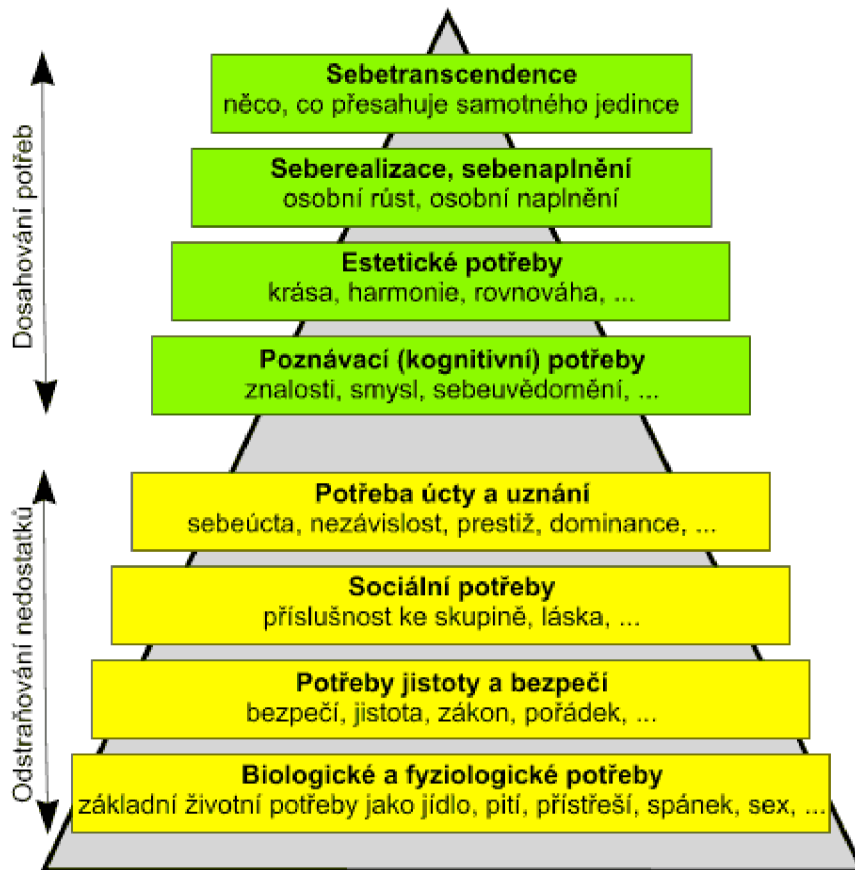 Sebetranscendence
něco, co přesahuje samotného jedince
Seberealizace, sebenaplnění
osobní růst, osobní naplnění
Estetické potřeby
krása, harmonie, rovnováha, ...
Poznávací (kognitivní) potřeby
znalosti, smysl, sebeuvědomění, ...
Dosahování potřeb
Potřeba úcty a uznání
sebeúcta, nezávislost, prestiž, dominance, ...
Sociální potřeby
příslušnost ke skupině, láska, ...
Potřeby jistoty a bezpečí
bezpečí, jistota, zákon, pořádek, ...
Biologické a fyziologické potřeby
základní životní potřeby jako jídlo, pití, přístřeší, spánek, sex, ...
Odstraňování nedostatků